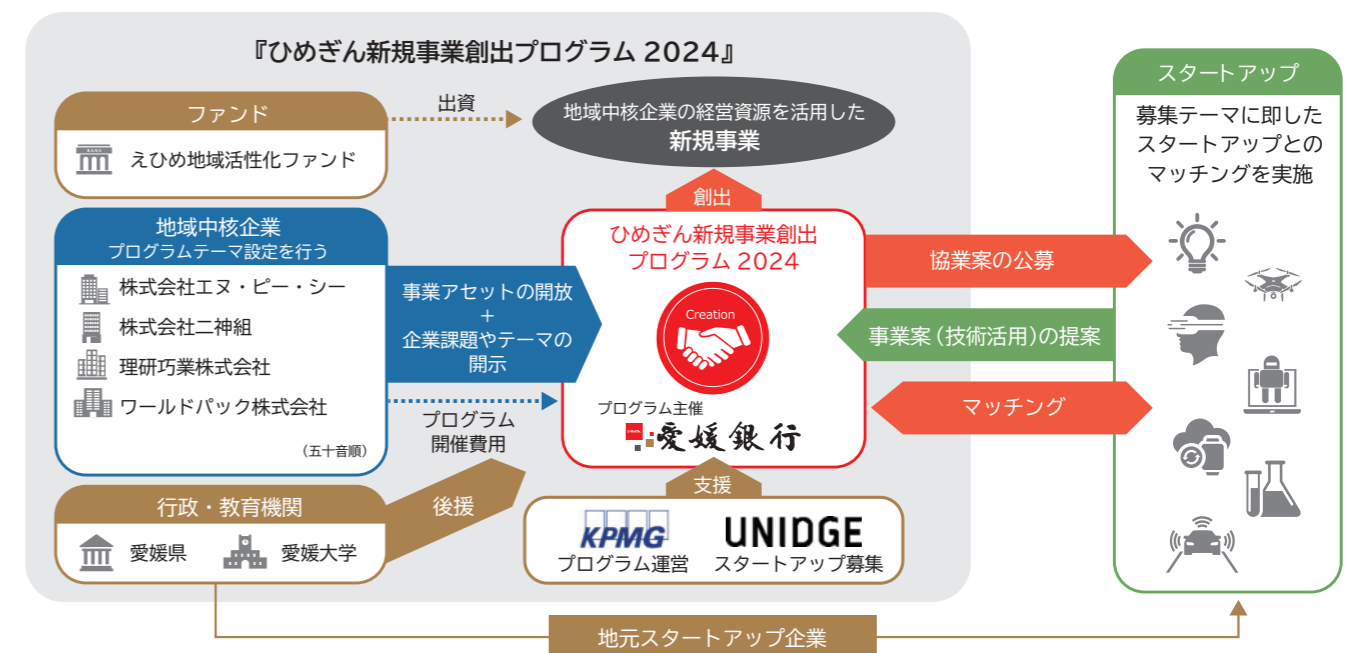 『ひめぎん新規事業創出プログラム 2024』
ファンド
BANK
えひめ地域活性化ファンド
出資
地域中核企業の経営資源を活用した
新規事業
創出
地域中核企業
プログラムテーマ設定を行う
株式会社エヌ・ピー・シー
株式会社二神組
理研巧業株式会社
ワールドパック株式会社
(五十音順)
事業アセットの開放
+
企業課題やテーマの
開示
プログラム
開催費用
ひめぎん新規事業創出
プログラム 2024
Creation
プログラム主催
愛媛銀行
行政・教育機関
愛媛県
愛媛大学
後援
支援
KPMG
プログラム運営
UNIDGE
スタートアップ募集
協業案の公募
事業案(技術活用)の提案
マッチング
スタートアップ
募集テーマに即した
スタートアップとの
マッチングを実施
地元スタートアップ企業